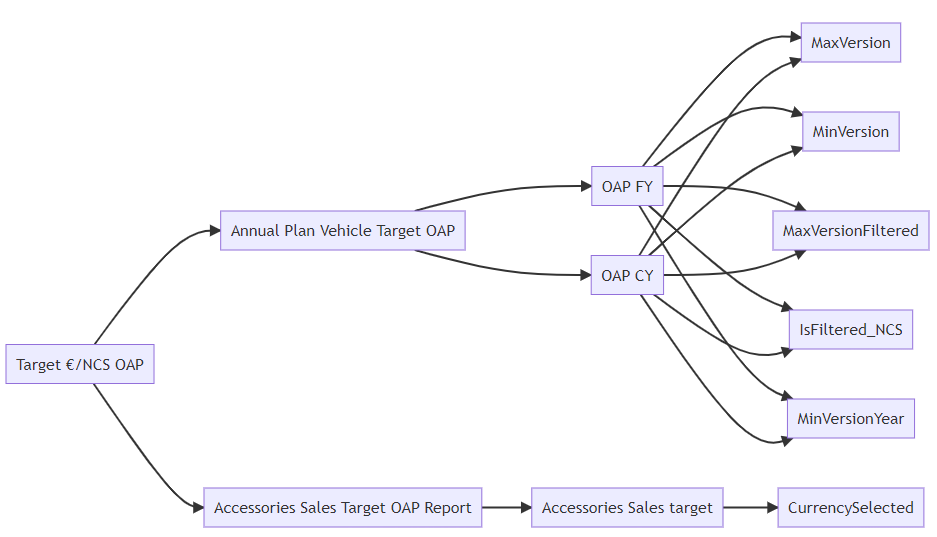 Target €/NCS OAP
Annual Plan Vehicle Target OAP
OAP FY
OAP CY
MaxVersion
MinVersion
MaxVersionFiltered
IsFiltered_NCS
MinVersionYear
Accessories Sales Target OAP Report
Accessories Sales target
CurrencySelected